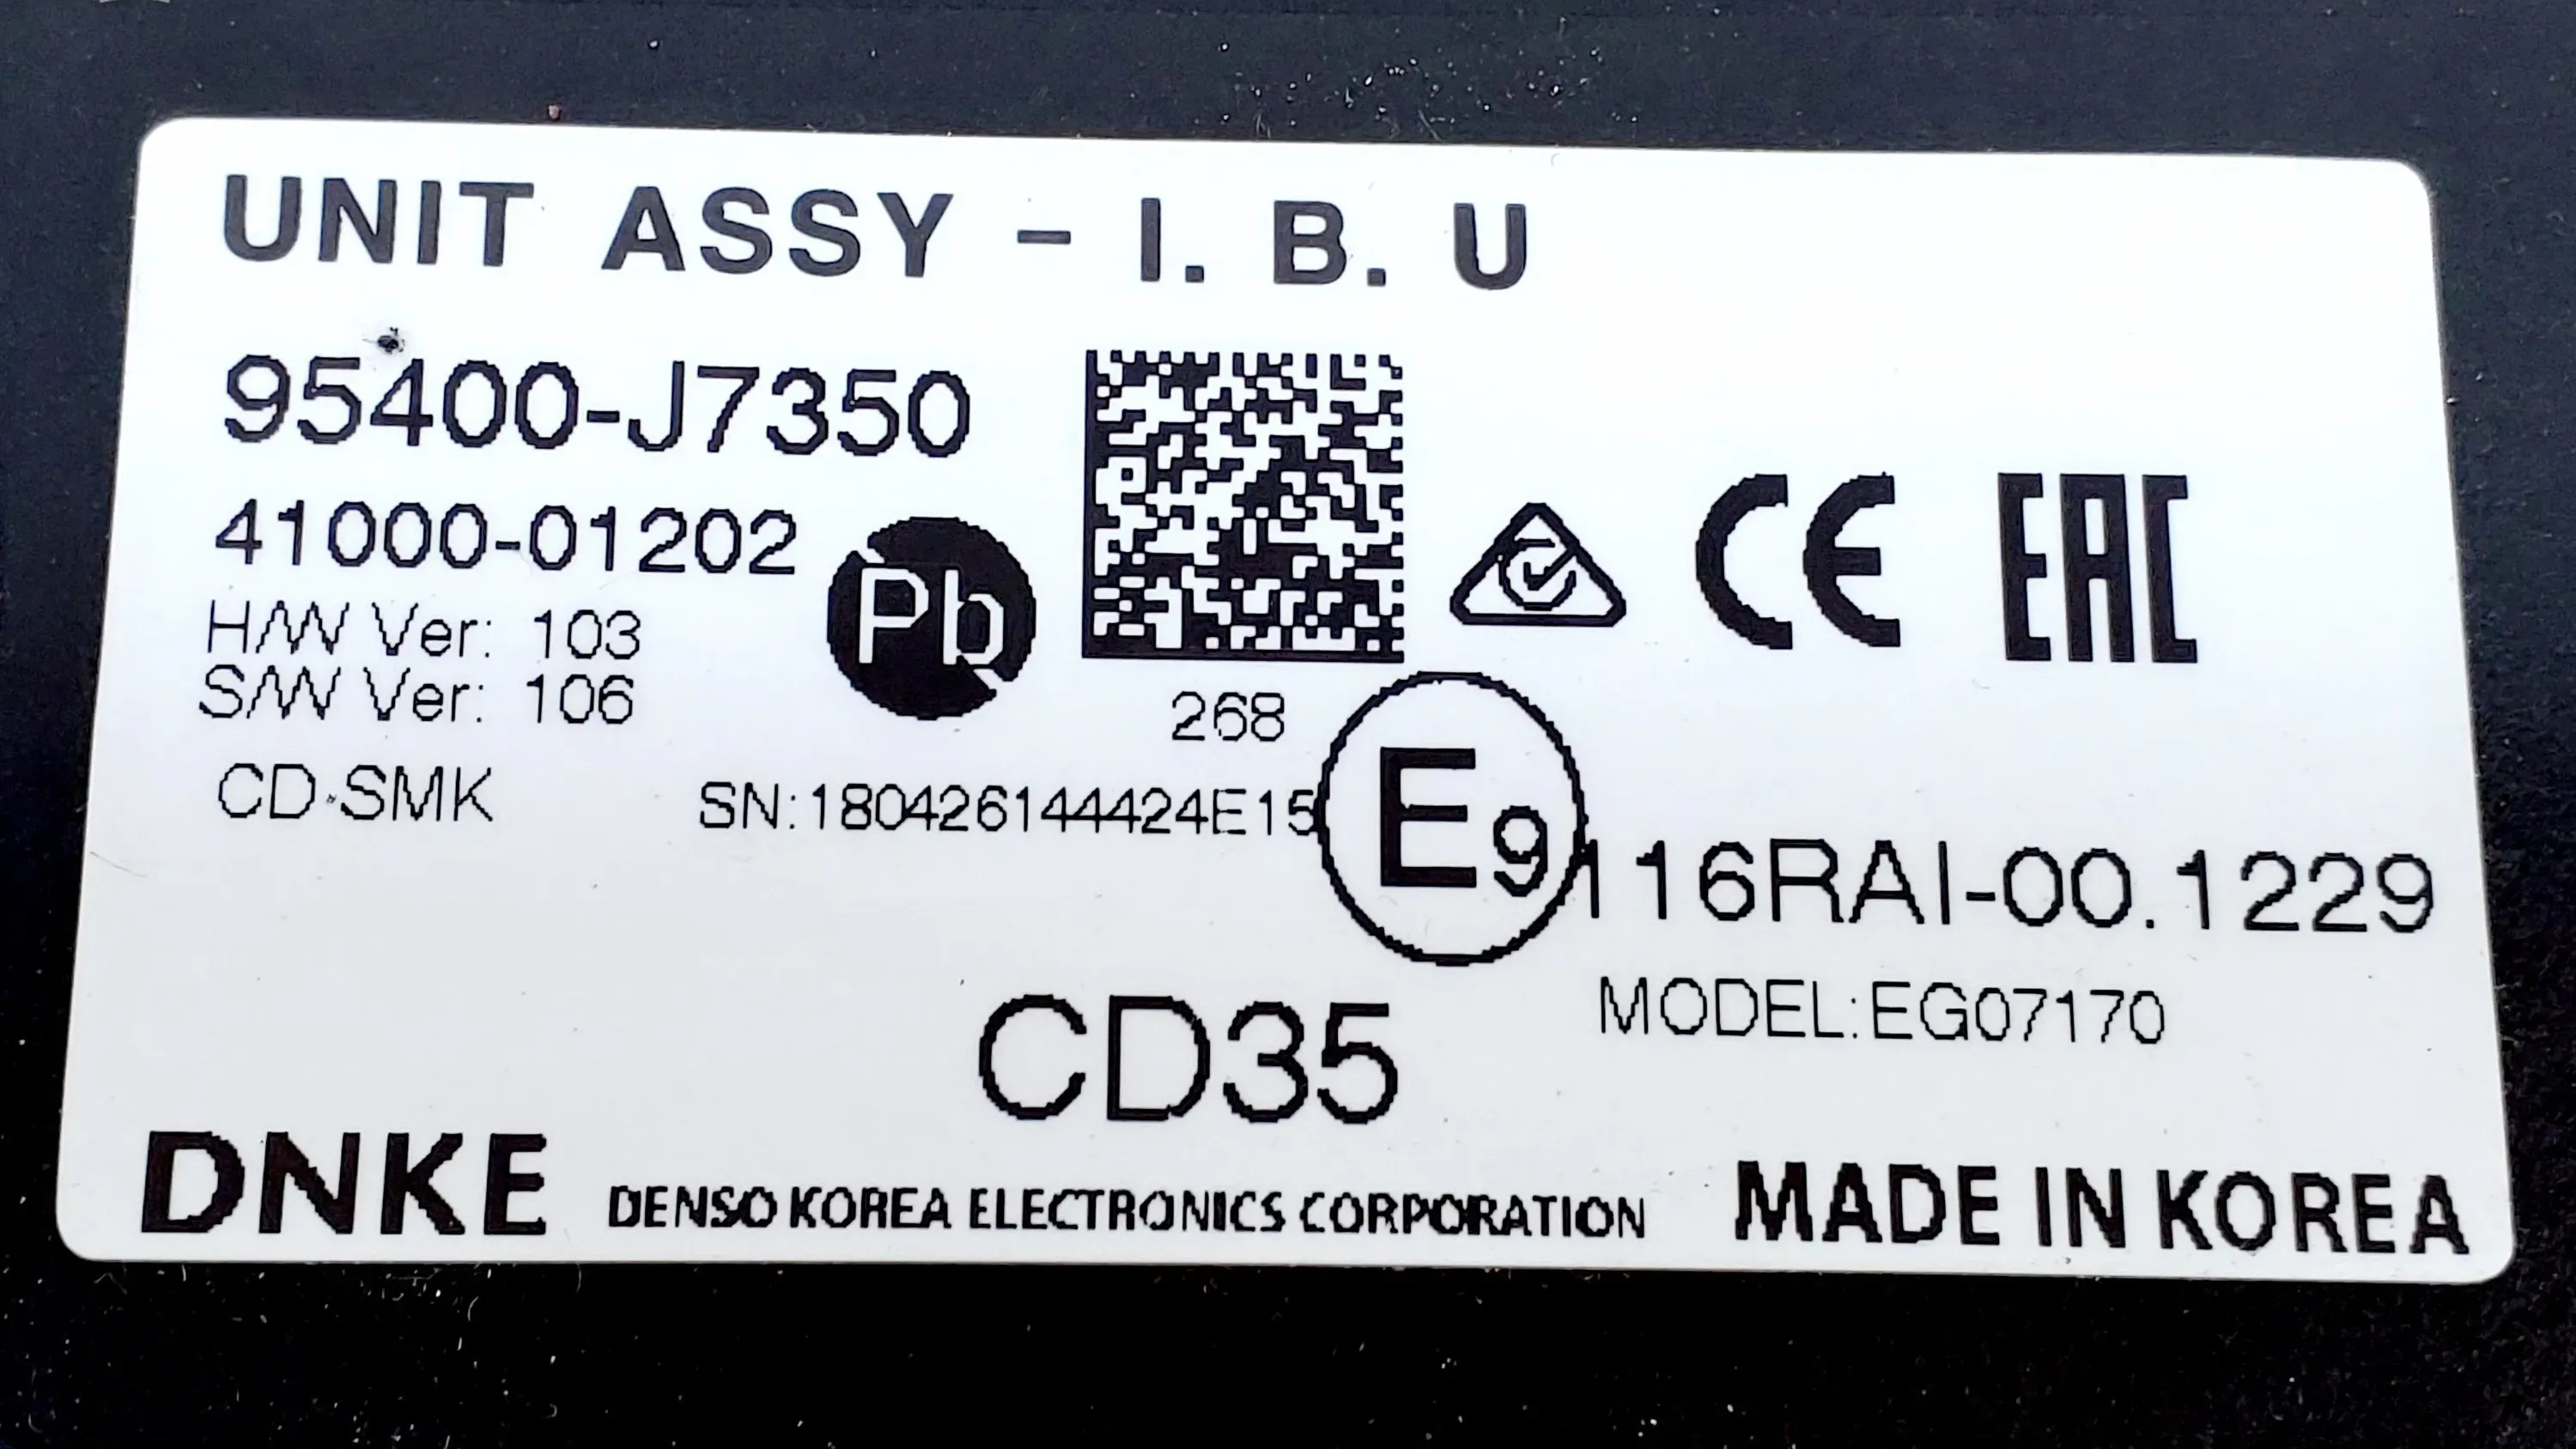 UNIT ASSY - I. B. U
95400-J7350
41000-01202
Pb
CE
EAC
H/W Ver: 103
S/W Ver: 106
268
CD-SMK
SN:180426144424E15
E9
116RAI-00.1229
MODEL:EG07170
CD35
DNKE
DENSO KOREA ELECTRONICS CORPORATION
MADE IN KOREA